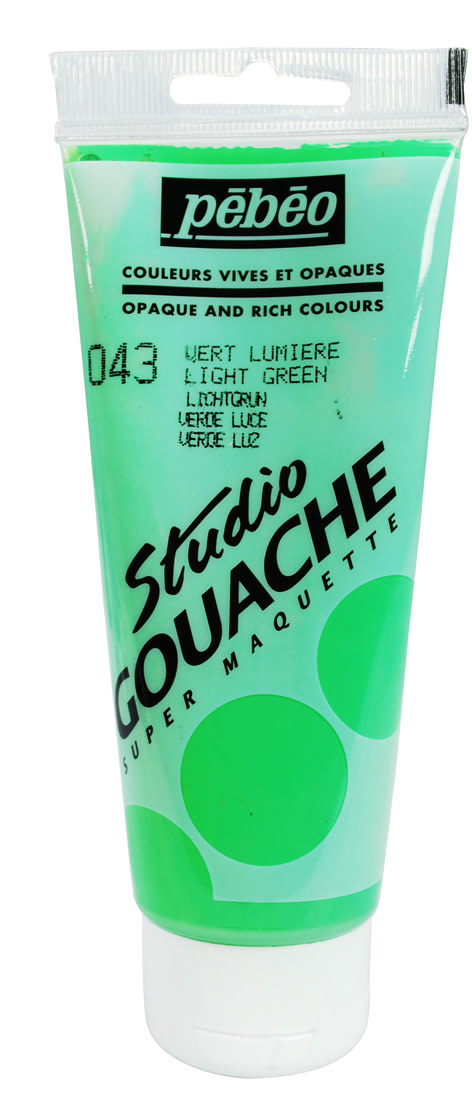 pēbēo
COULEURS VIVES ET OPAQUES
OPAQUE AND RICH COLOURS
043 VERT LUMIERE
LIGHT GREEN
LICHTGRUN
VERDE LUCE
VERDE LUZ
Studio
GOUACHE
SUPER MAQUETTE